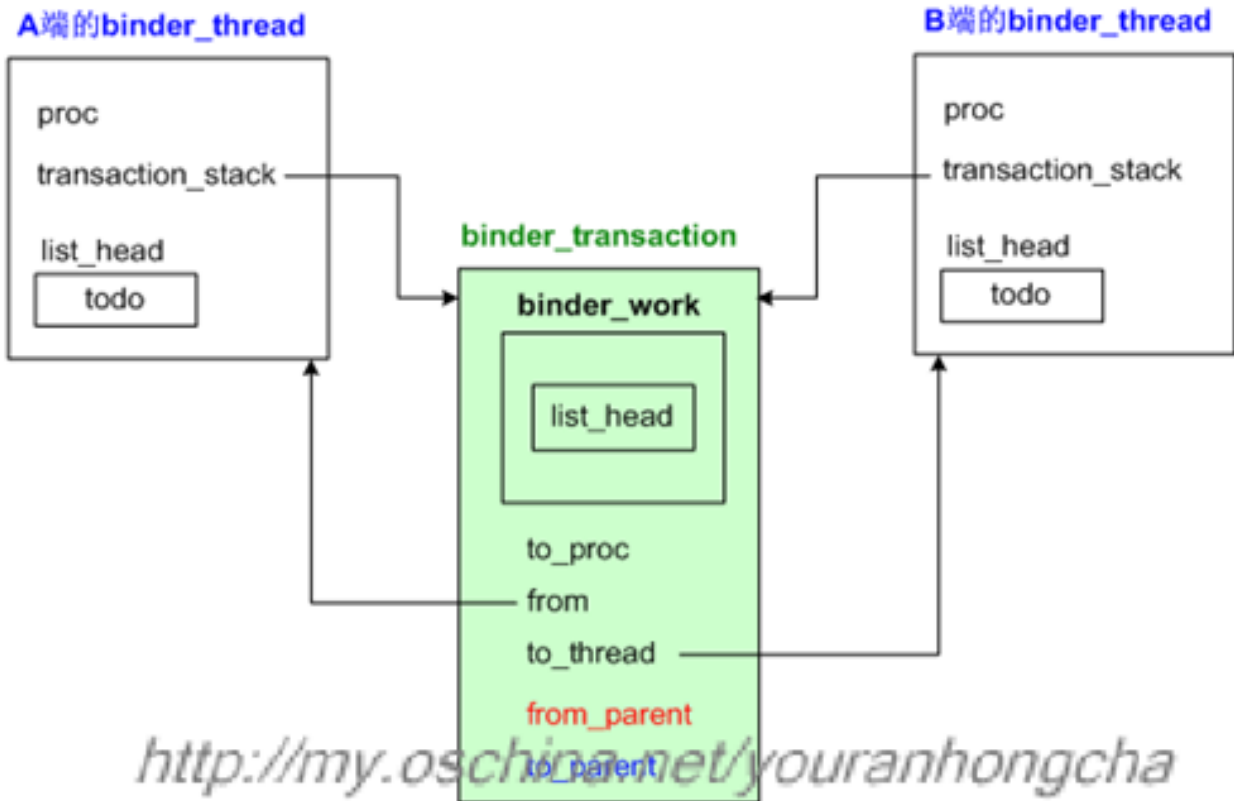 A端的binder_thread
proc
transaction_stack
list_head
todo
B端的binder_thread
proc
transaction_stack
list_head
todo
binder_transaction
binder_work
list_head
to_proc
from
to_thread
from_parent
to_parent
http://my.oschina.net/youranhongcha